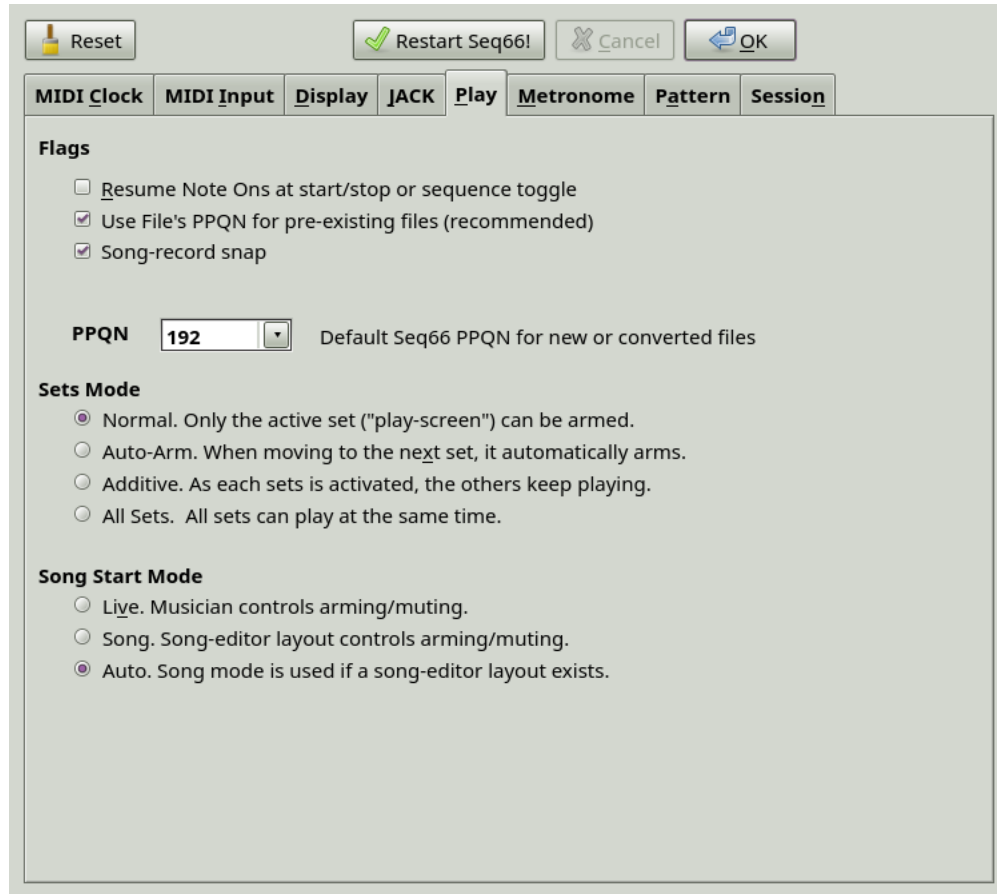 Reset
Restart Seq66!
Cancel
OK
MIDI Clock MIDI Input Display JACK Play Metronome Pattern Session
Flags
Resume Note Ons at start/stop or sequence toggle
Use File's PPQN for pre-existing files (recommended)
Song-record snap
PPQN 192 Default Seq66 PPQN for new or converted files
Sets Mode
Normal. Only the active set ("play-screen") can be armed.
Auto-Arm. When moving to the next set, it automatically arms.
Additive. As each sets is activated, the others keep playing.
All Sets.  All sets can play at the same time.
Song Start Mode
Live. Musician controls arming/muting.
Song. Song-editor layout controls arming/muting.
Auto. Song mode is used if a song-editor layout exists.